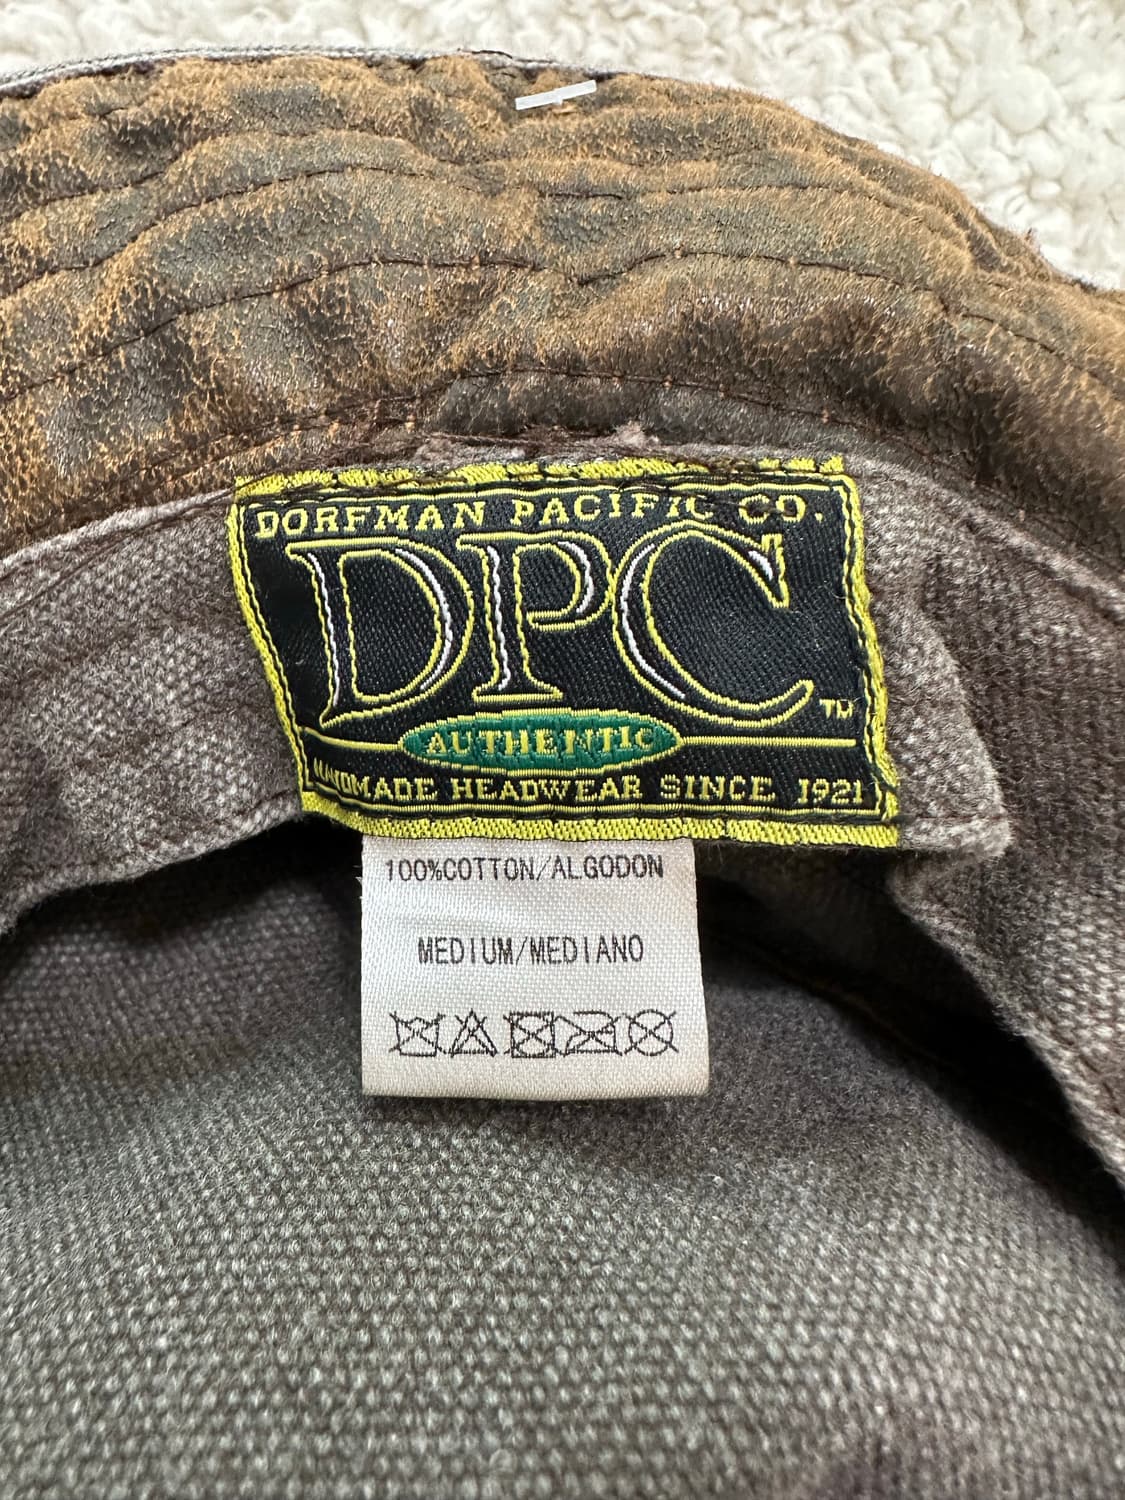 DORFMAN PACIFIC CO.
DPC TM
AUTHENTIC
HANDMADE HEADWEAR SINCE 1921
100%COTTON/ALGODON
MEDIUM/MEDIANO